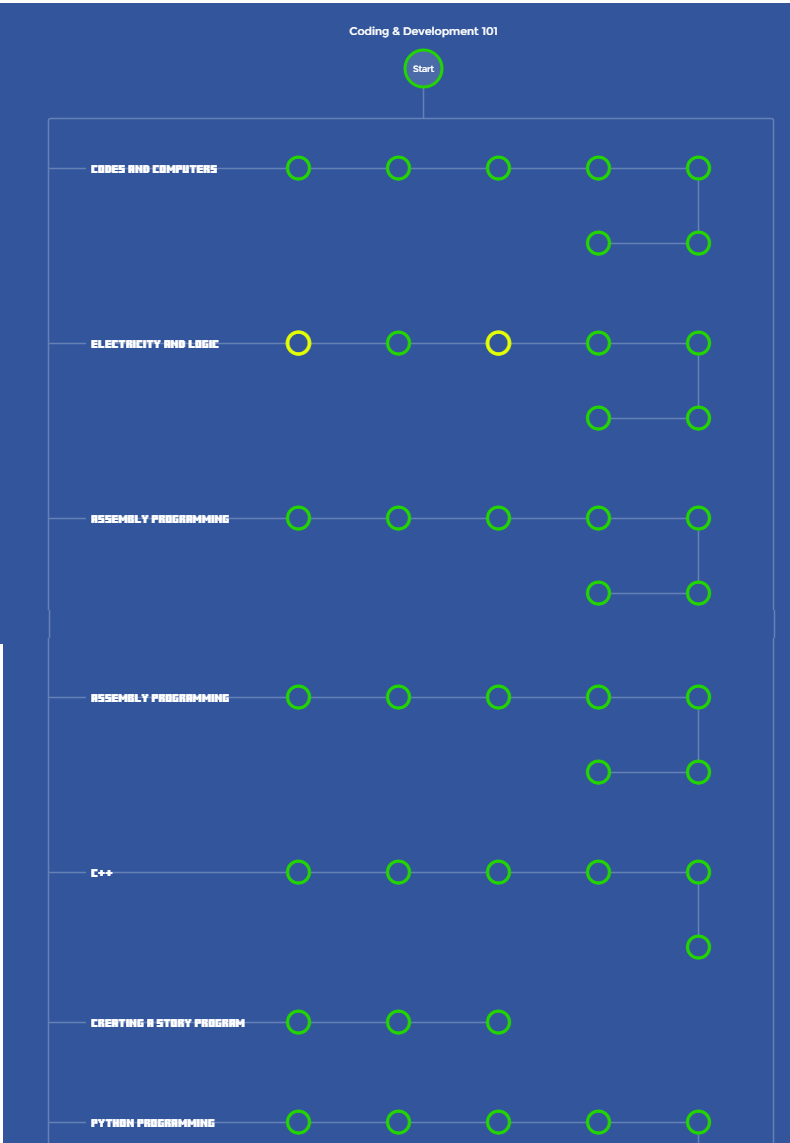 Coding & Development 101
Start
CODES AND COMPUTERS
ELECTRICITY AND LOGIC
ASSEMBLY PROGRAMMING
ASSEMBLY PROGRAMMING
C++
CREATING A STORY PROGRAM
PYTHON PROGRAMMING